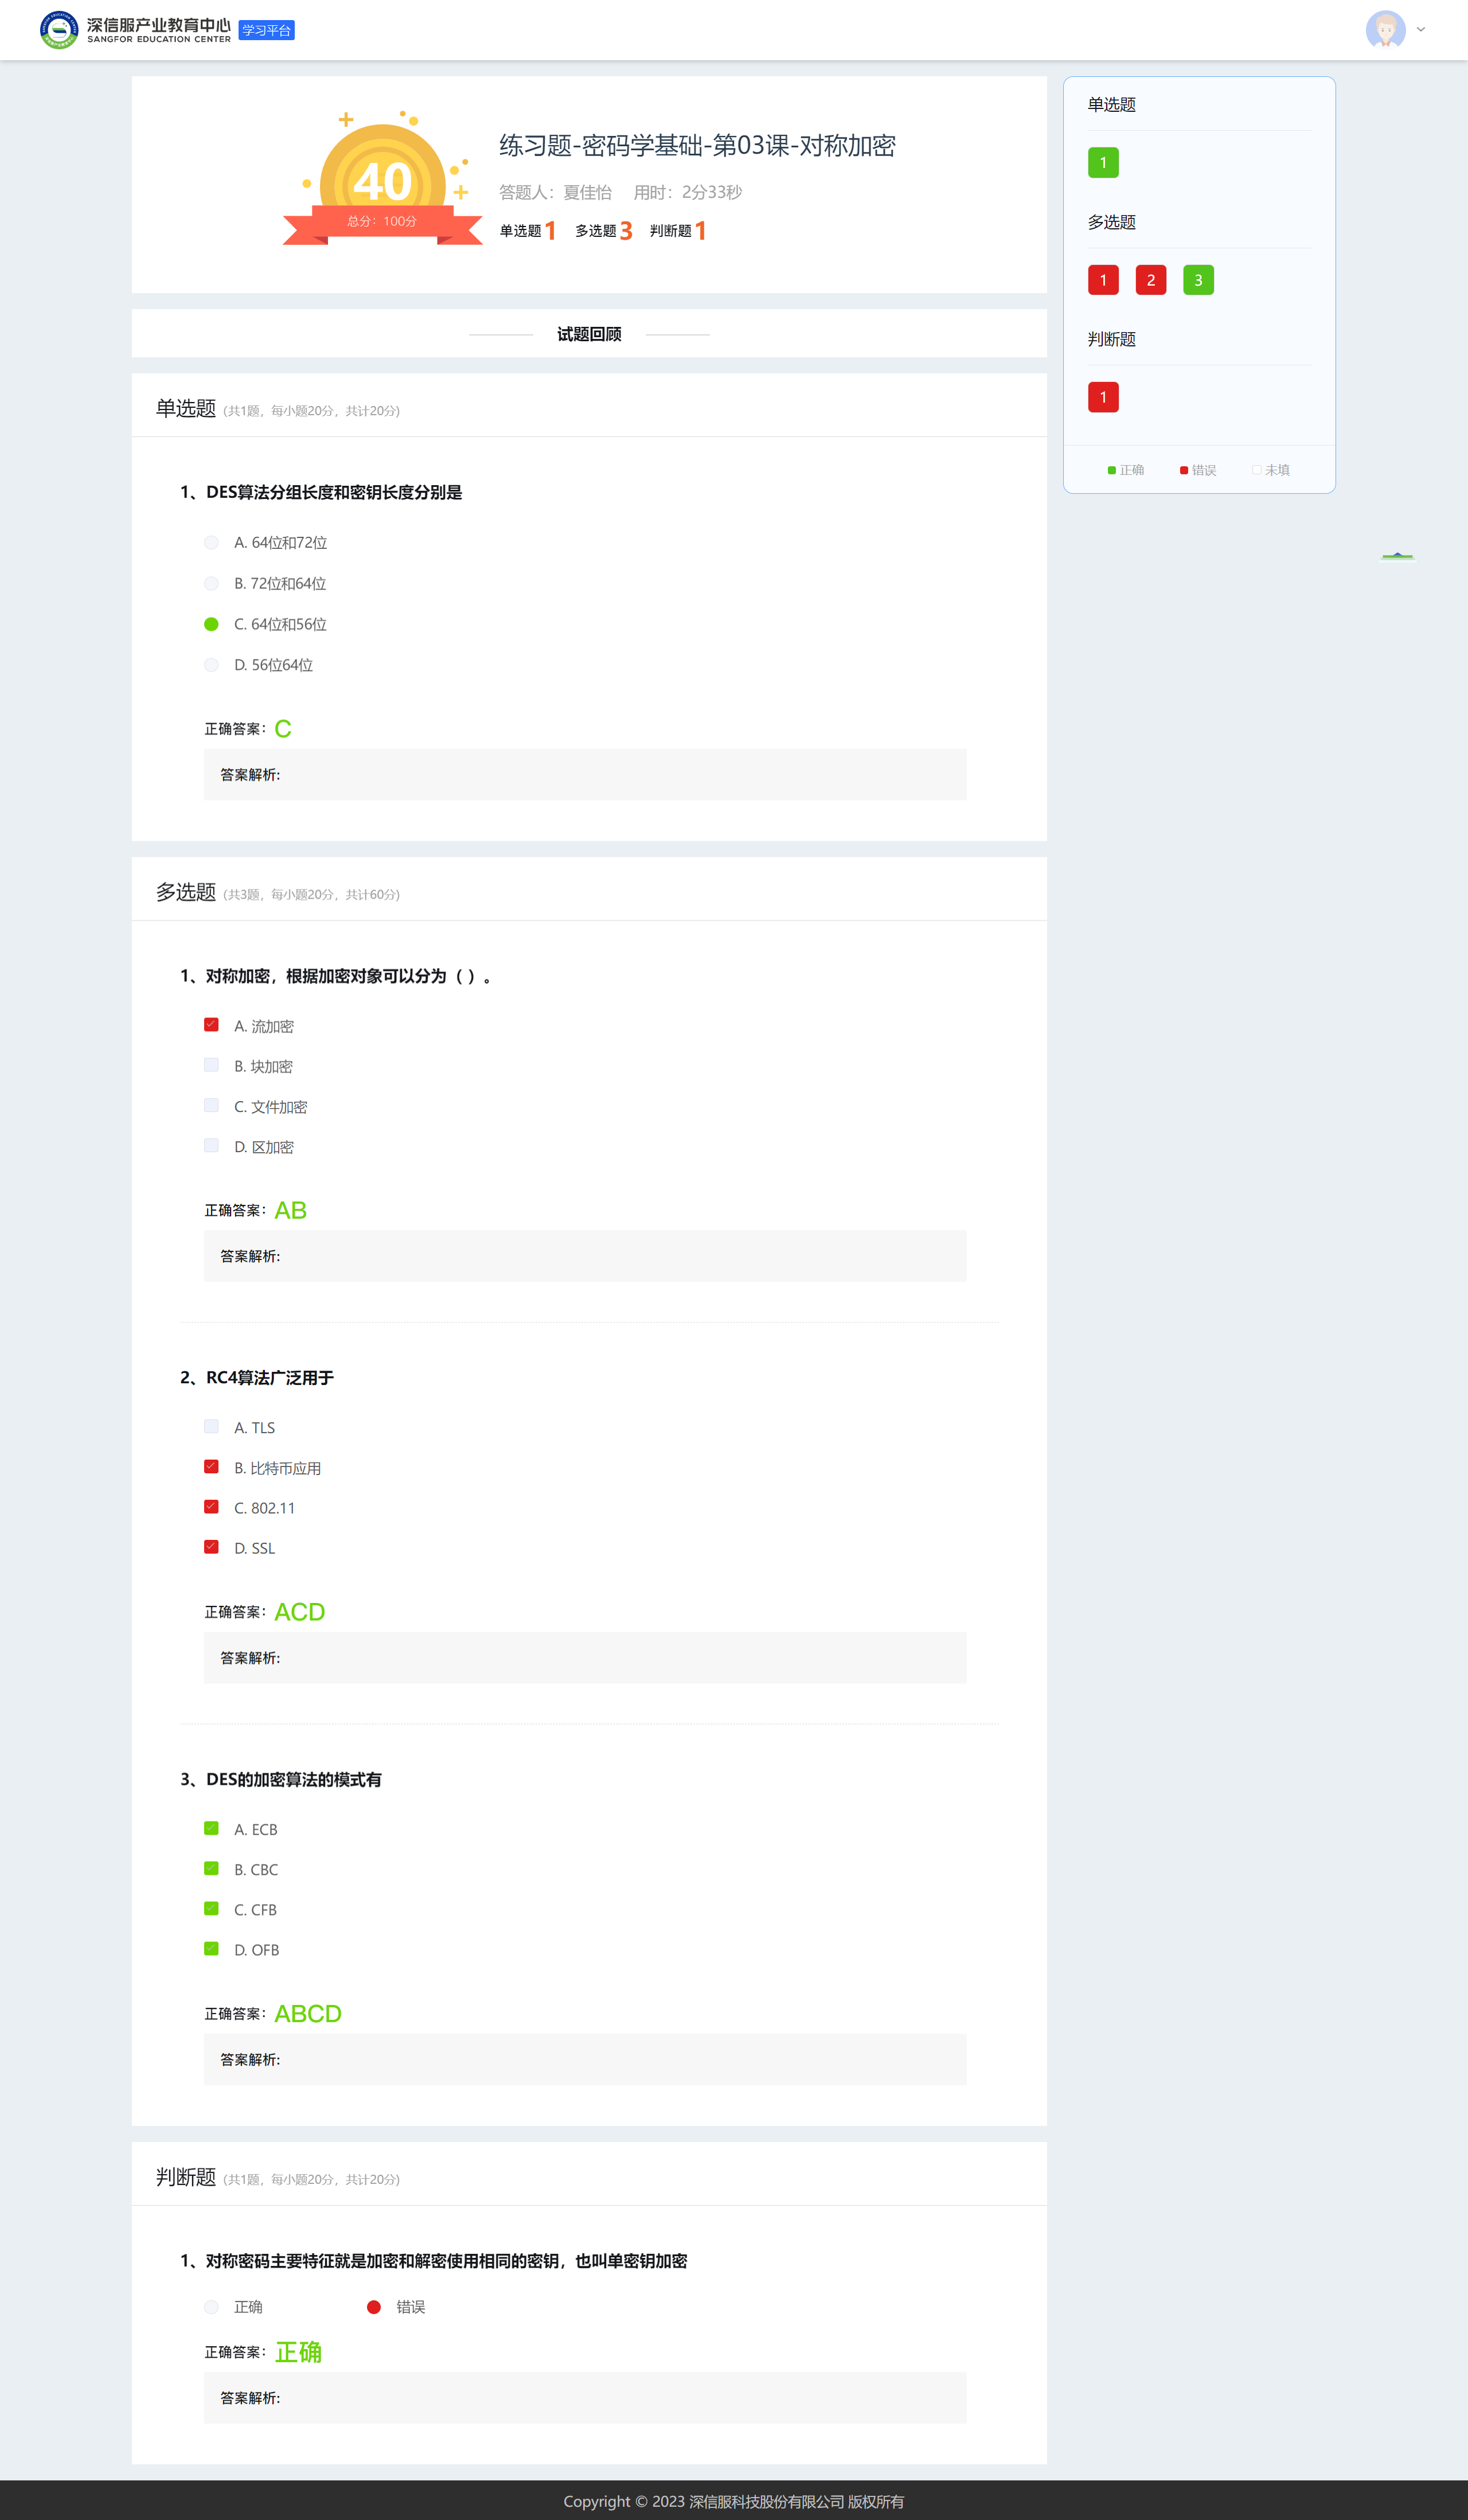 深信服产业教育中心 学习平台
SANGFOR EDUCATION CENTER
40
总分：100分
练习题-密码学基础-第03课-对称加密
答题人：夏佳怡 用时：2分33秒
单选题1 多选题3 判断题1
单选题
1
多选题
1 2 3
判断题
1
正确 错误 未填
试题回顾
单选题 (共1题，每小题20分，共计20分)
1、DES算法分组长度和密钥长度分别是
A. 64位和72位
B. 72位和64位
C. 64位和56位
D. 56位64位
正确答案：C
答案解析:
多选题 (共3题，每小题20分，共计60分)
1、对称加密，根据加密对象可以分为（ ）。
A. 流加密
B. 块加密
C. 文件加密
D. 区加密
正确答案：AB
答案解析:
2、RC4算法广泛用于
A. TLS
B. 比特币应用
C. 802.11
D. SSL
正确答案：ACD
答案解析:
3、DES的加密算法的模式有
A. ECB
B. CBC
C. CFB
D. OFB
正确答案：ABCD
答案解析:
判断题 (共1题，每小题20分，共计20分)
1、对称密码主要特征就是加密和解密使用相同的密钥，也叫单密钥加密
正确 错误
正确答案：正确
答案解析:
Copyright © 2023 深信服科技股份有限公司 版权所有